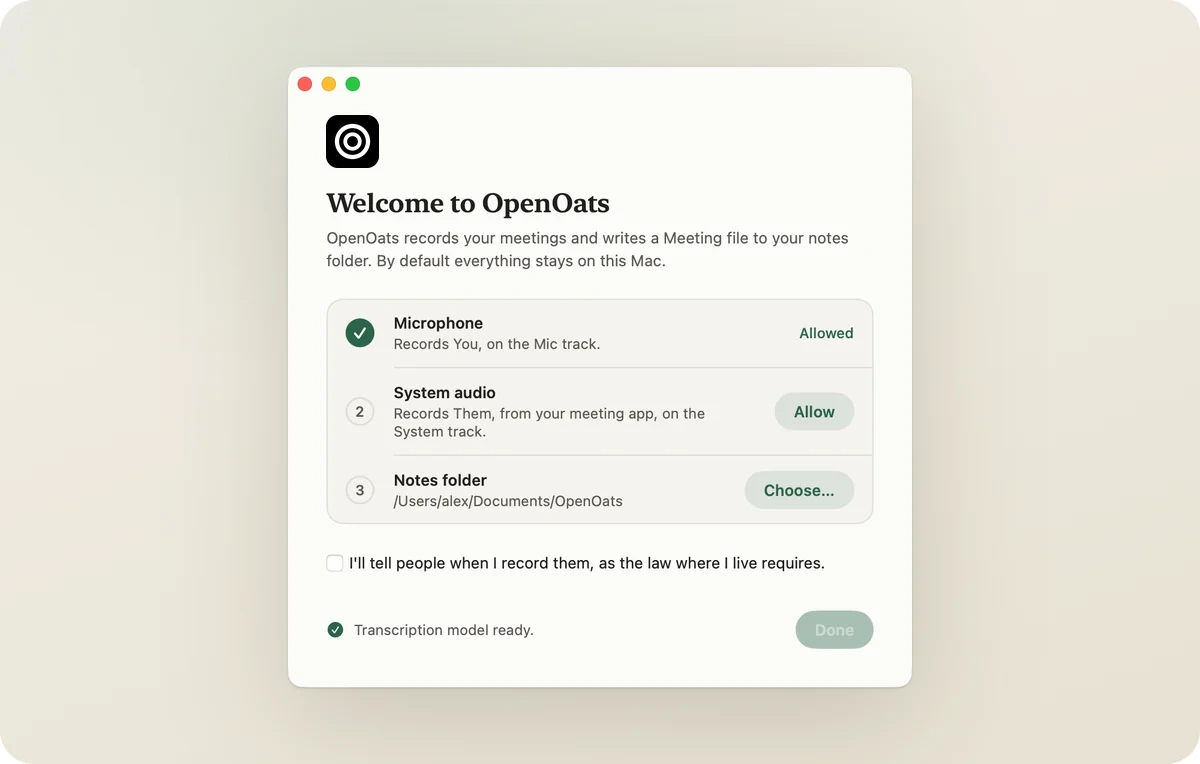 Welcome to OpenOats
OpenOats records your meetings and writes a Meeting file to your notes
folder. By default everything stays on this Mac.
Microphone
Records You, on the Mic track.
Allowed
2
System audio
Records Them, from your meeting app, on the
System track.
Allow
3
Notes folder
/Users/alex/Documents/OpenOats
Choose...
I'll tell people when I record them, as the law where I live requires.
Transcription model ready.
Done